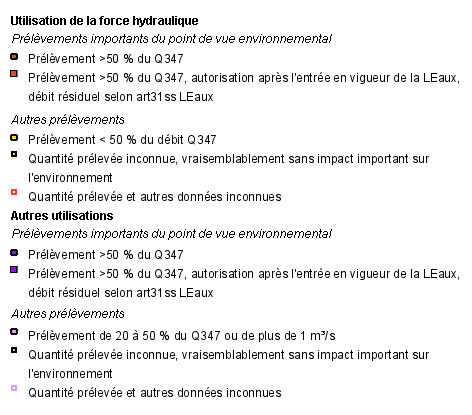 Utilisation de la force hydraulique
Prélèvements importants du point de vue environnemental
Prélèvement >50 % du Q347
Prélèvement >50 % du Q347, autorisation après l'entrée en vigueur de la LEaux,
débit résiduel selon art31ss LEaux
Autres prélèvements
Prélèvement < 50 % du débit Q347
Quantité prélevée inconnue, vraisemblablement sans impact important sur
l'environnement
Quantité prélevée et autres données inconnues
Autres utilisations
Prélèvements importants du point de vue environnemental
Prélèvement >50 % du Q347
Prélèvement >50 % du Q347, autorisation après l'entrée en vigueur de la LEaux,
débit résiduel selon art31ss LEaux
Autres prélèvements
Prélèvement de 20 à 50 % du Q347 ou de plus de 1 m³/s
Quantité prélevée inconnue, vraisemblablement sans impact important sur
l'environnement
Quantité prélevée et autres données inconnues